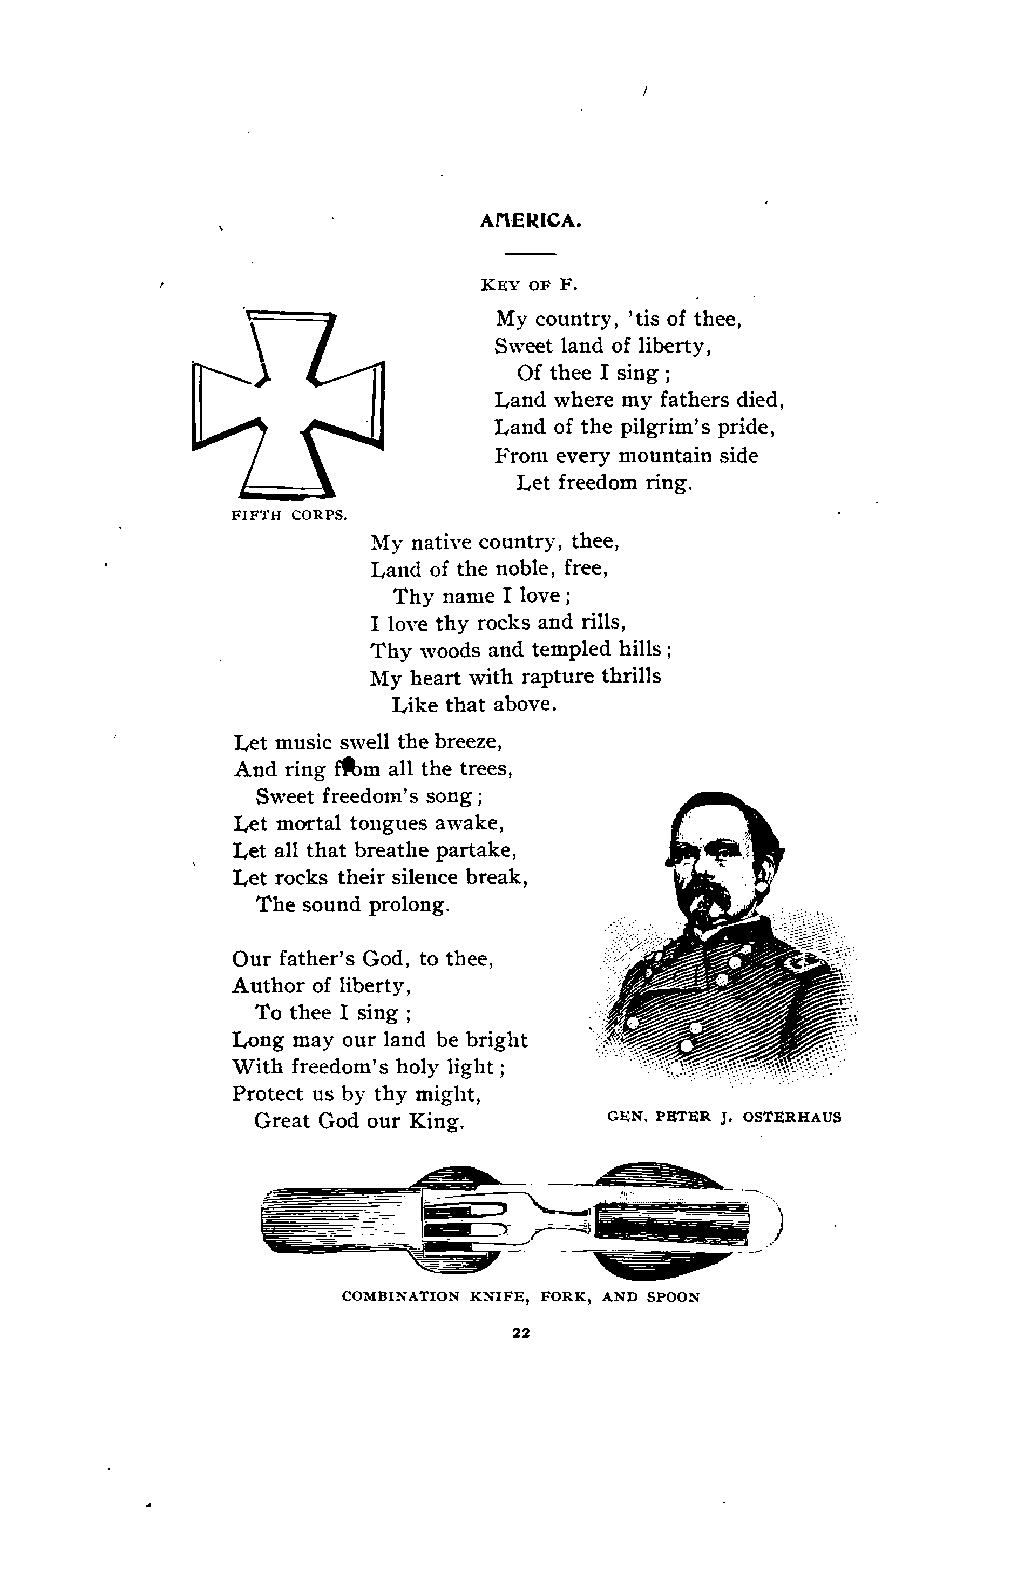 AMERICA.
KEY OF F.
My country, 'tis of thee,
Sweet land of liberty,
Of thee I sing ;
Land where my fathers died,
Land of the pilgrim's pride,
From every mountain side
Let freedom ring.
FIFTH CORPS.
My native country, thee,
Land of the noble, free,
Thy name I love ;
I love thy rocks and rills,
Thy woods and templed hills ;
My heart with rapture thrills
Like that above.
Let music swell the breeze,
And ring from all the trees,
Sweet freedom's song ;
Let mortal tongues awake,
Let all that breathe partake,
Let rocks their silence break,
The sound prolong.
Our father's God, to thee,
Author of liberty,
To thee I sing ;
Long may our land be bright
With freedom's holy light ;
Protect us by thy might,
Great God our King.
GEN. PETER J. OSTERHAUS
COMBINATION KNIFE, FORK, AND SPOON
22